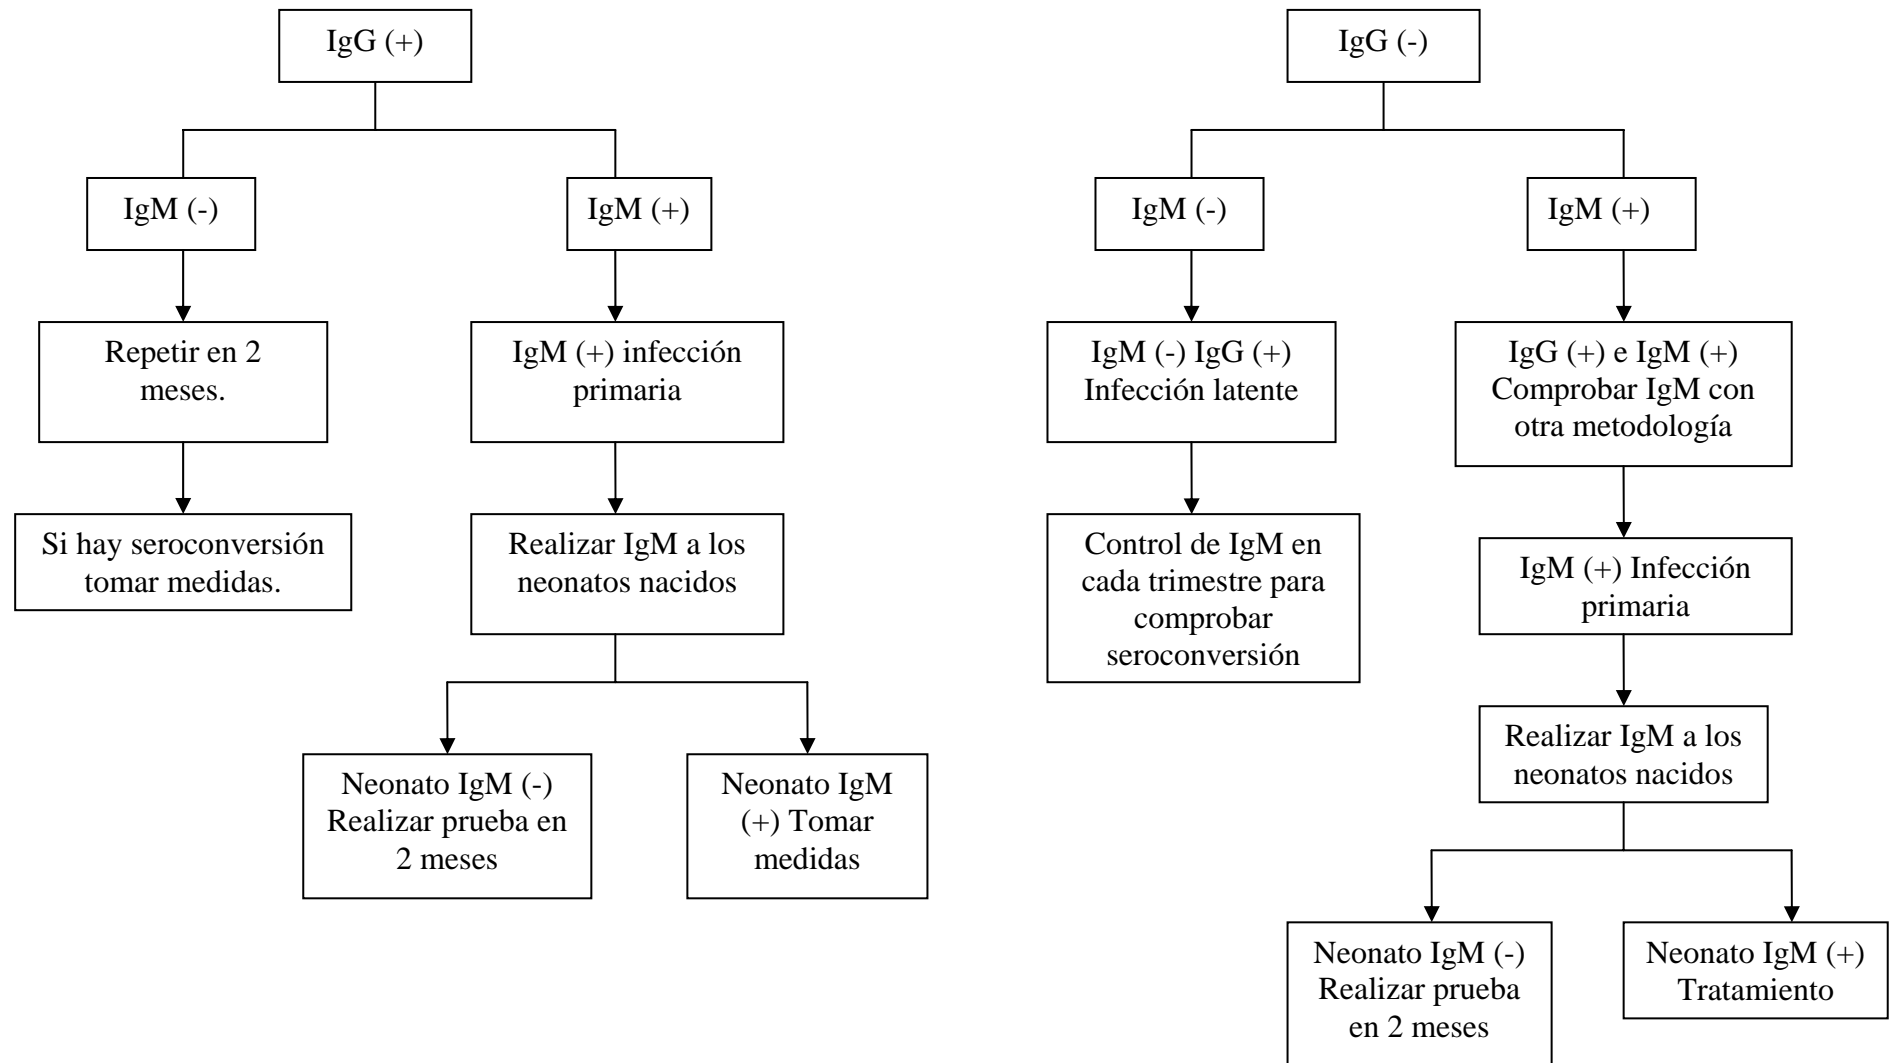 IgG (+)
IgM (-)
IgM (+)
Repetir en 2
meses.
IgM (+) infección
primaria
Si hay seroconversión
tomar medidas.
Realizar IgM a los
neonatos nacidos
Neonato IgM (-)
Realizar prueba en
2 meses
Neonato IgM
(+) Tomar
medidas
IgG (-)
IgM (-)
IgM (+)
IgM (-) IgG (+)
Infección latente
IgG (+) e IgM (+)
Comprobar IgM con
otra metodología
Control de IgM en
cada trimestre para
comprobar
seroconversión
IgM (+) Infección
primaria
Realizar IgM a los
neonatos nacidos
Neonato IgM (-)
Realizar prueba
en 2 meses
Neonato IgM (+)
Tratamiento